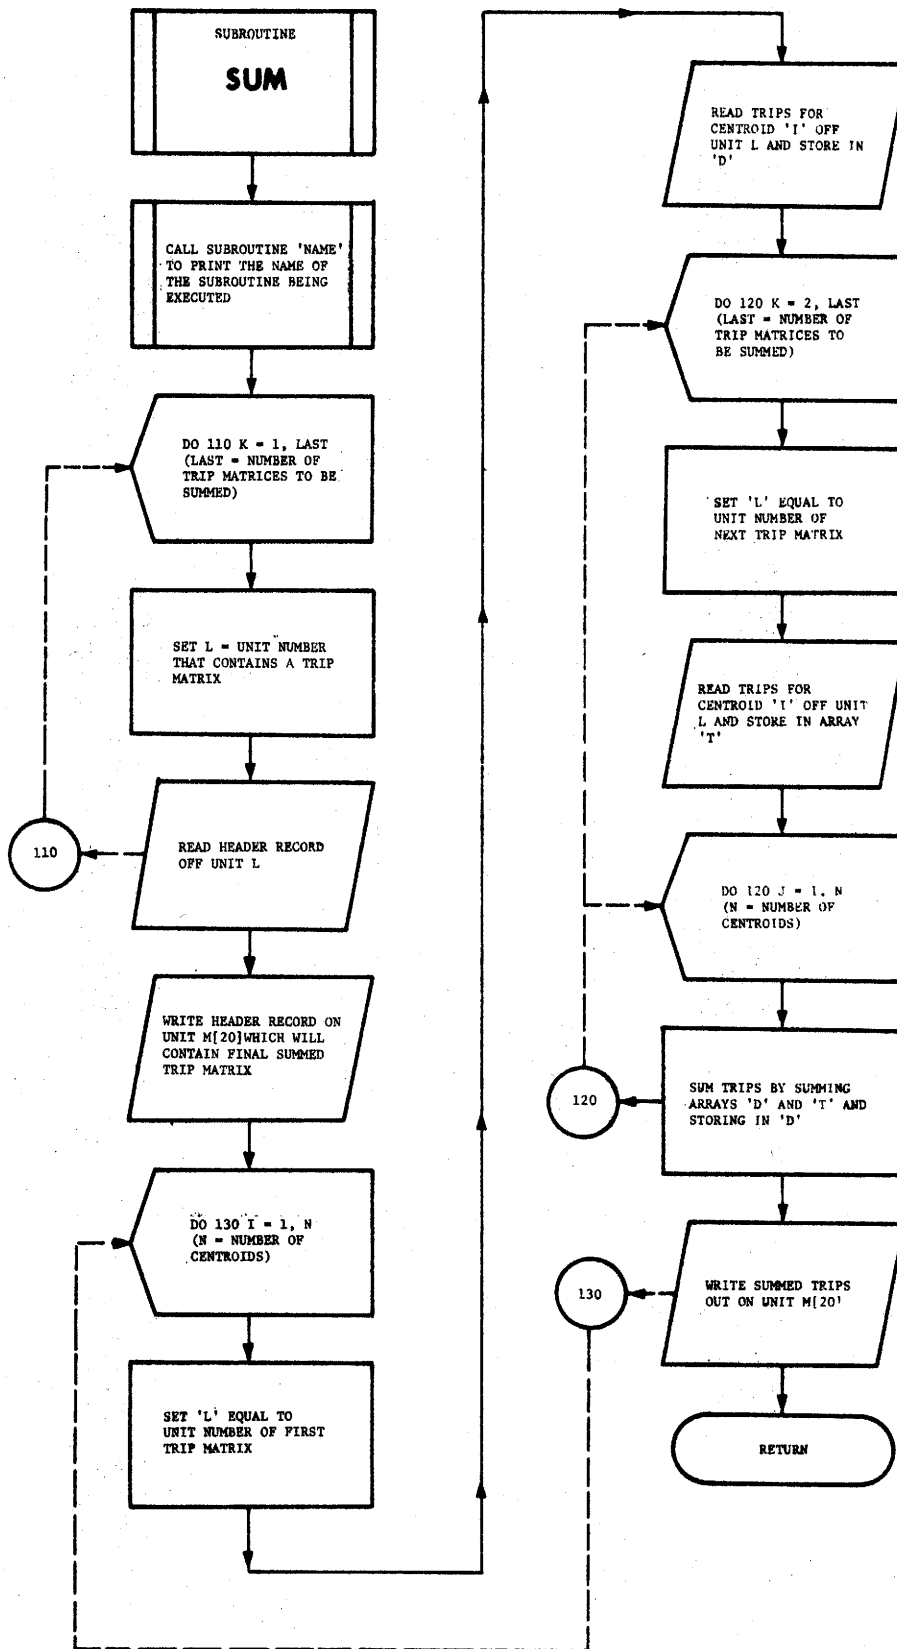 SUBROUTINE
SUM
CALL SUBROUTINE 'NAME'
TO PRINT THE NAME OF
THE SUBROUTINE BEING
EXECUTED
DO 110 K = 1, LAST
(LAST = NUMBER OF
TRIP MATRICES TO BE
SUMMED)
SET L = UNIT NUMBER
THAT CONTAINS A TRIP
MATRIX
READ HEADER RECORD
OFF UNIT L
110
WRITE HEADER RECORD ON
UNIT M[20]WHICH WILL
CONTAIN FINAL SUMMED
TRIP MATRIX
DO 130 I = 1, N
(N = NUMBER OF
CENTROIDS)
SET 'L' EQUAL TO
UNIT NUMBER OF FIRST
TRIP MATRIX
READ TRIPS FOR
CENTROID 'I' OFF
UNIT L AND STORE IN
'D'
DO 120 K = 2, LAST
(LAST = NUMBER OF
TRIP MATRICES TO
BE SUMMED)
SET 'L' EQUAL TO
UNIT NUMBER OF
NEXT TRIP MATRIX
READ TRIPS FOR
CENTROID 'I' OFF UNIT
L AND STORE IN ARRAY
'T'
DO 120 J = 1, N
(N = NUMBER OF
CENTROIDS)
SUM TRIPS BY SUMMING
ARRAYS 'D' AND 'T' AND
STORING IN 'D'
120
WRITE SUMMED TRIPS
OUT ON UNIT M[20]
130
RETURN